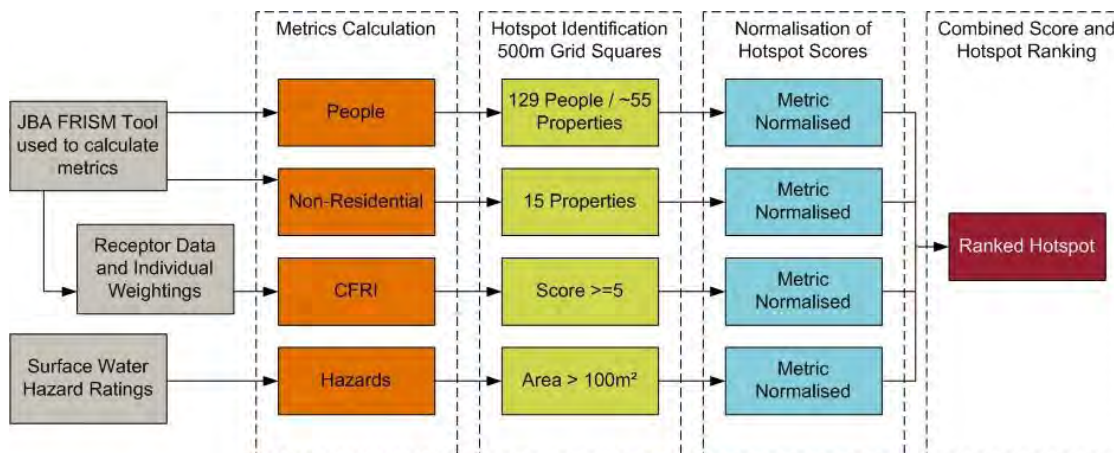 Metrics Calculation
Hotspot Identification
500m Grid Squares
Normalisation of
Hotspot Scores
Combined Score and
Hotspot Ranking
JBA FRISM Tool
used to calculate
metrics
People
129 People / ~55
Properties
Metric
Normalised
Non-Residential
15 Properties
Metric
Normalised
Receptor Data
and Individual
Weightings
CFRI
Score >=5
Metric
Normalised
Ranked Hotspot
Surface Water
Hazard Ratings
Hazards
Area > 100m²
Metric
Normalised